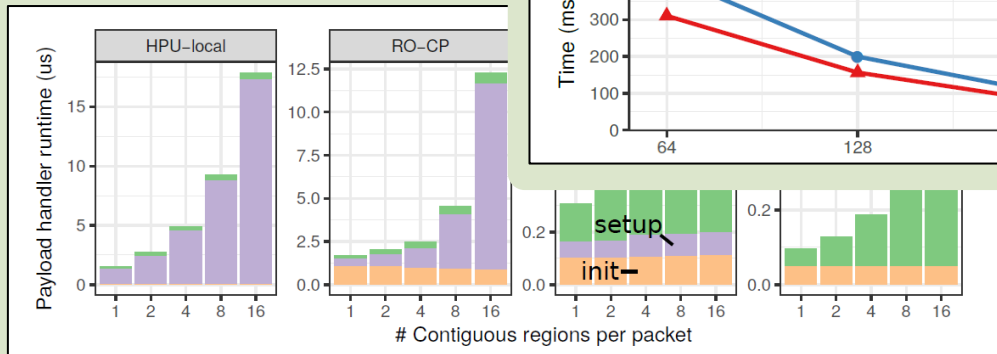 Payload handler runtime (us)
HPU-local
15
10
5
0
1 2 4 8 16
RO-CP
12.5
10.0
7.5
5.0
2.5
0.0
1 2 4 8 16
0.2
0.0
setup
init
1 2 4 8 16
0.2
0.0
1 2 4 8 16
# Contiguous regions per packet
Time (ms
300
200
100
0
64 128